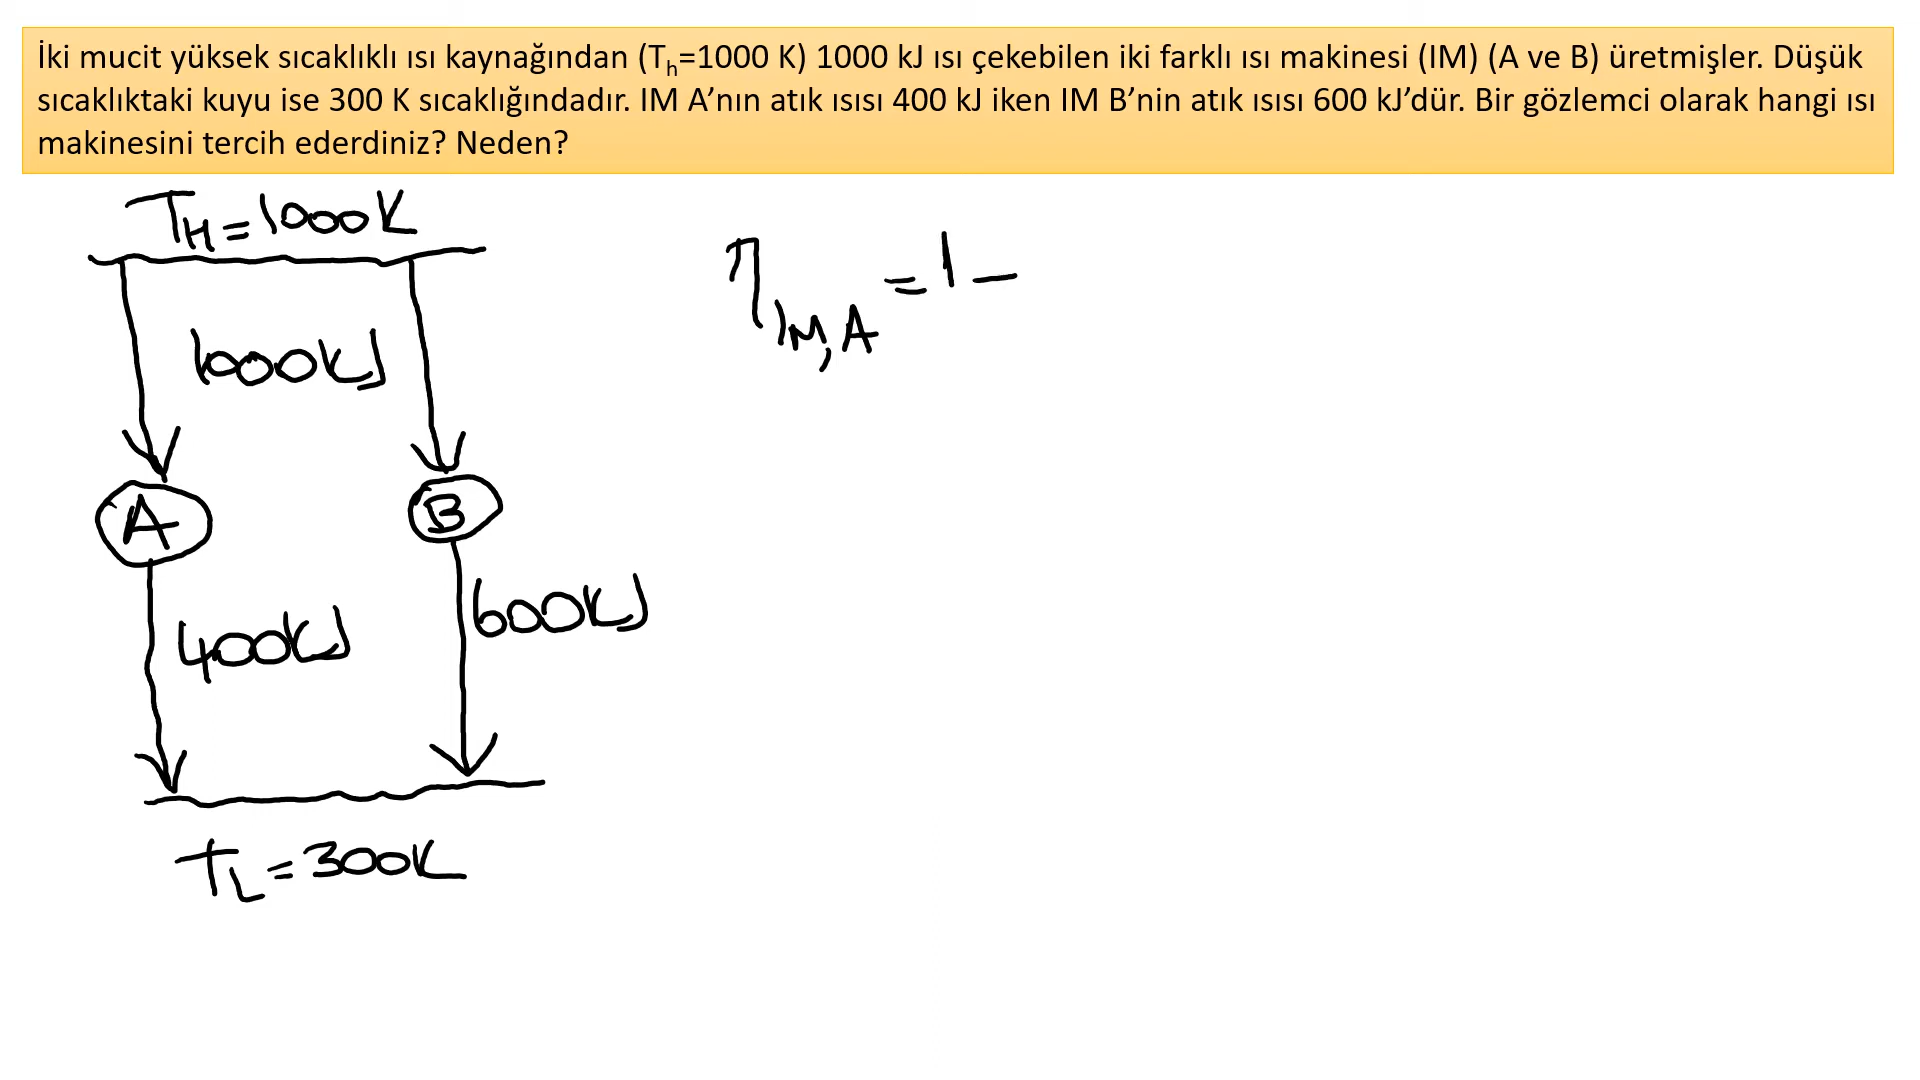 İki mucit yüksek sıcaklıklı ısı kaynağından (Th=1000 K) 1000 kJ ısı çekebilen iki farklı ısı makinesi (IM) (A ve B) üretmişler. Düşük
sıcaklıktaki kuyu ise 300 K sıcaklığındadır. IM A’nın atık ısısı 400 kJ iken IM B’nin atık ısısı 600 kJ’dür. Bir gözlemci olarak hangi ısı
makinesini tercih ederdiniz? Neden?
TH=1000K
η IM,A =1-
1000kJ
A
B
600kJ
400kJ
TL=300K